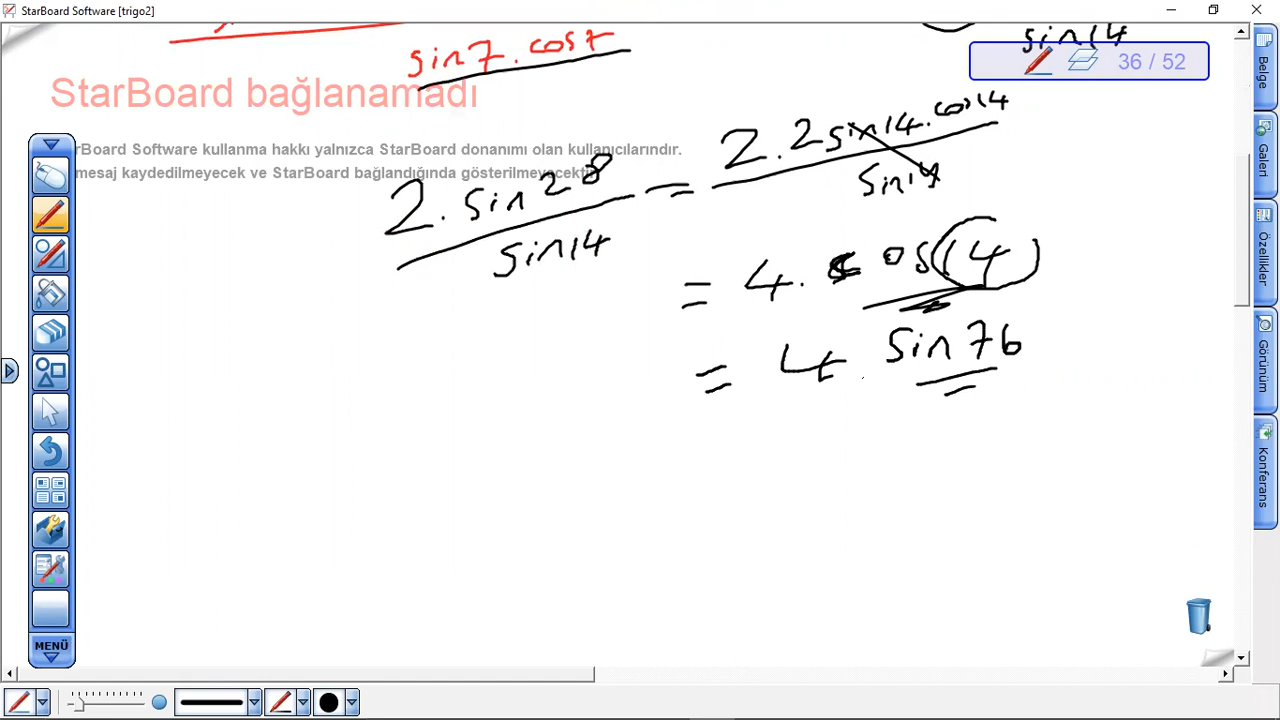 StarBoard Software [trigo2]
sin7 . cos7
sin14
36 / 52
StarBoard bağlanamadı
rBoard Software kullanma hakkı yalnızca StarBoard donanımı olan kullanıcılarındır.
mesaj kaydedilmeyecek ve StarBoard bağlandığında gösterilmeyecektir
2 . sin28 = 2 . 2sin14 . cos14
sin14
sin14
= 4 . cos(14)
= 4 . sin76
MENÜ
Belge
Galeri
Özellikler
Görünüm
Konferans